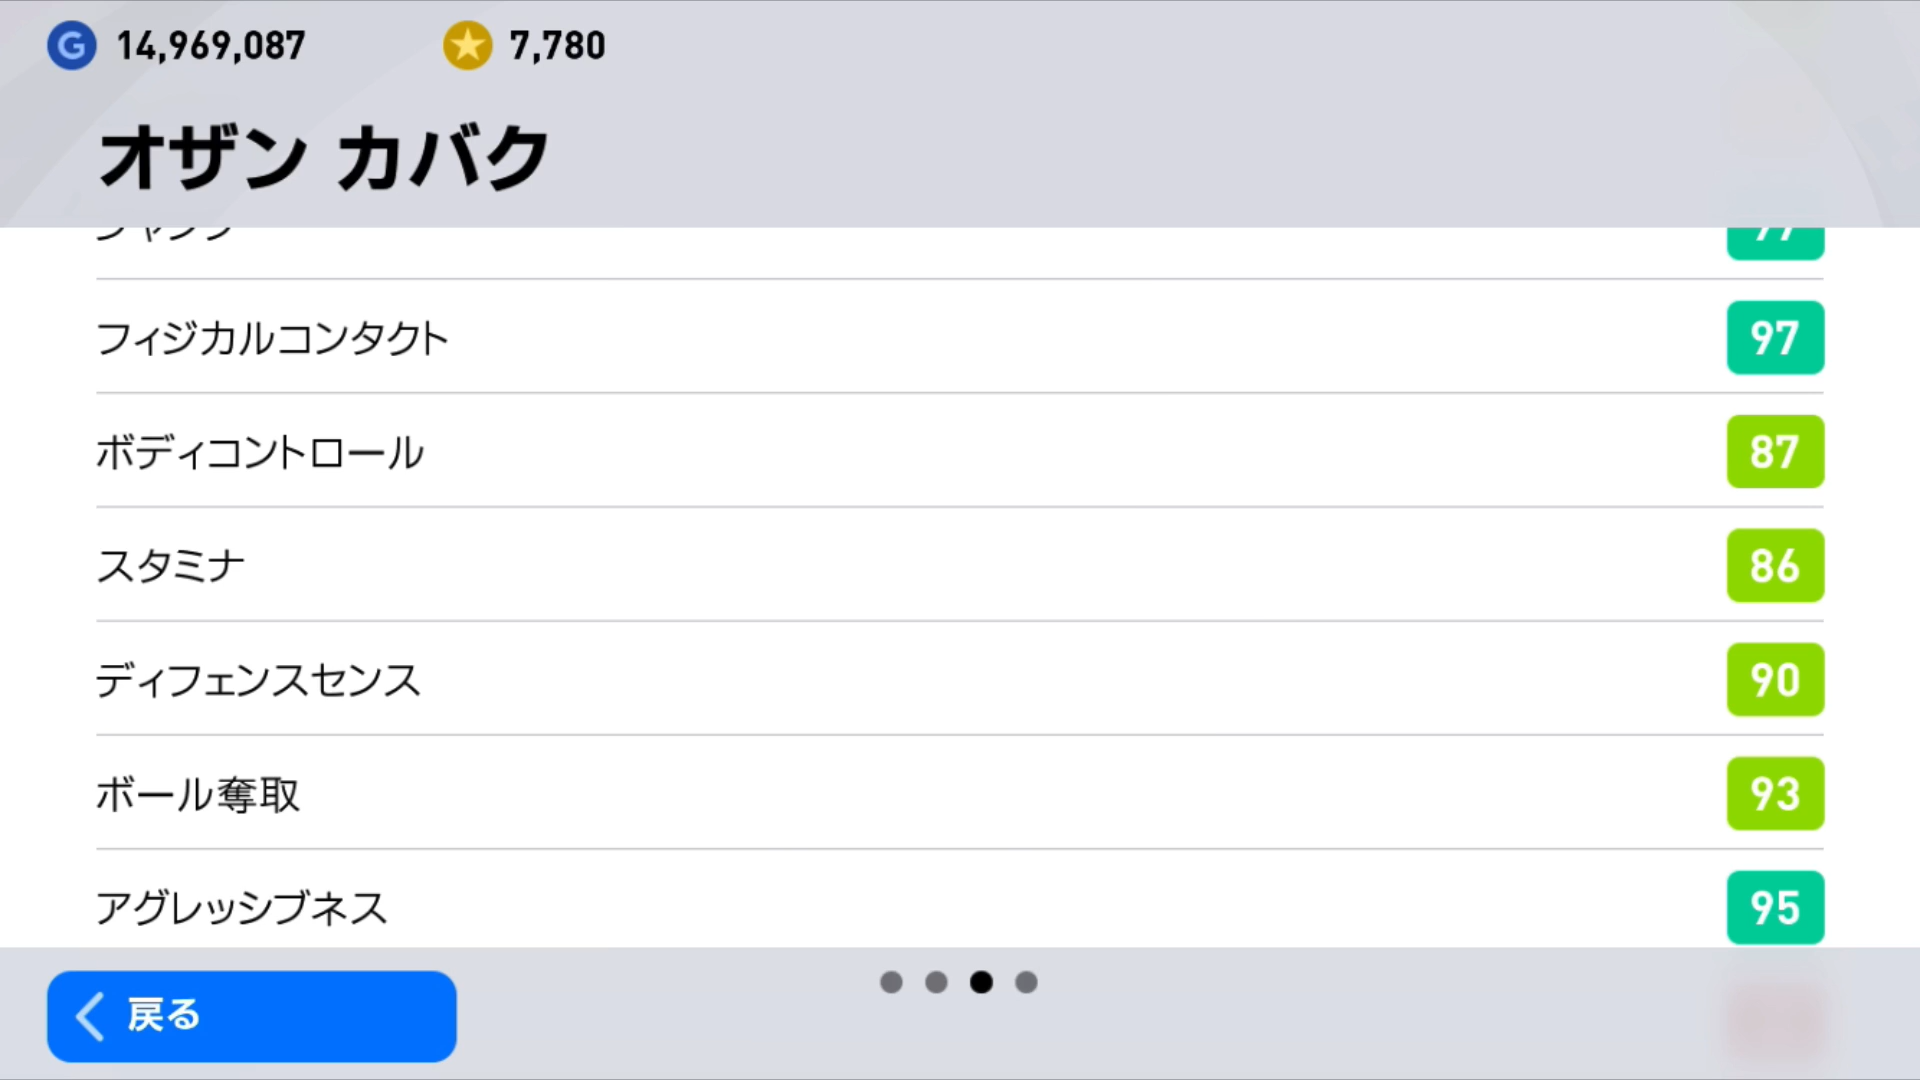 G 14,969,087 7,780
オザン カバク
フィジカルコンタクト 97
ボディコントロール 87
スタミナ 86
ディフェンスセンス 90
ボール奪取 93
アグレッシブネス 95
戻る